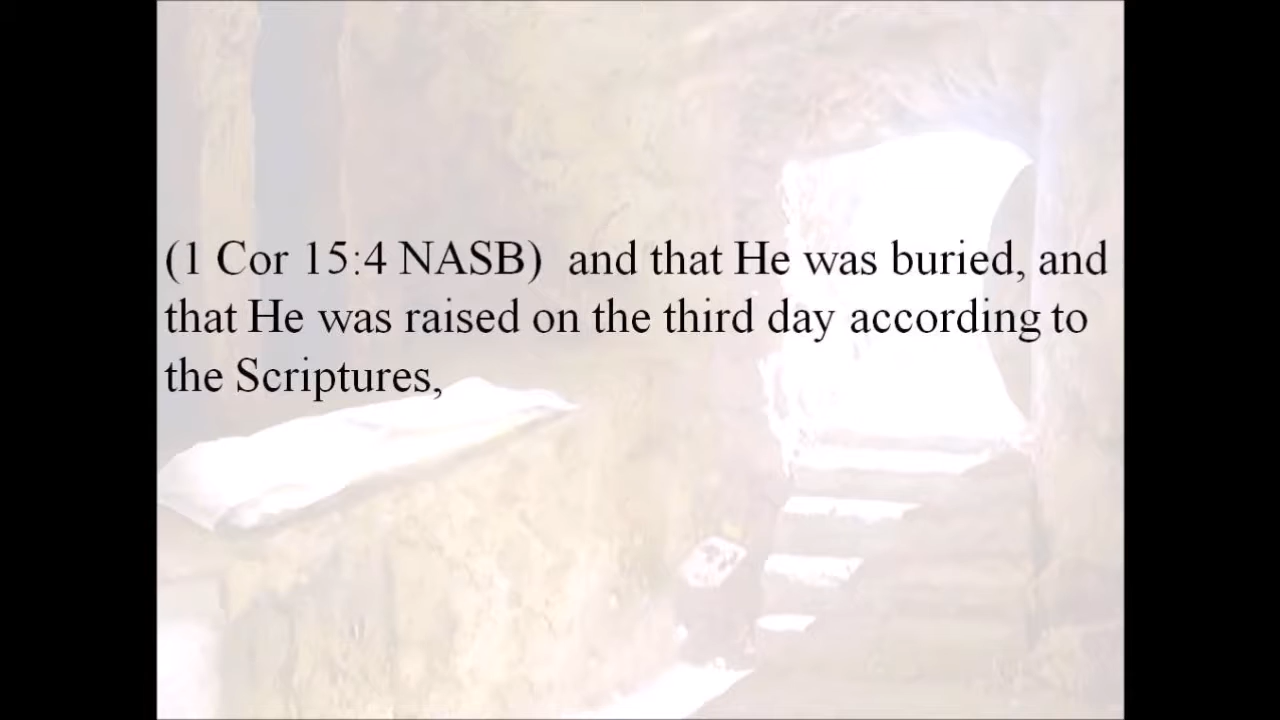 (1 Cor 15:4 NASB)  and that He was buried, and
that He was raised on the third day according to
the Scriptures,